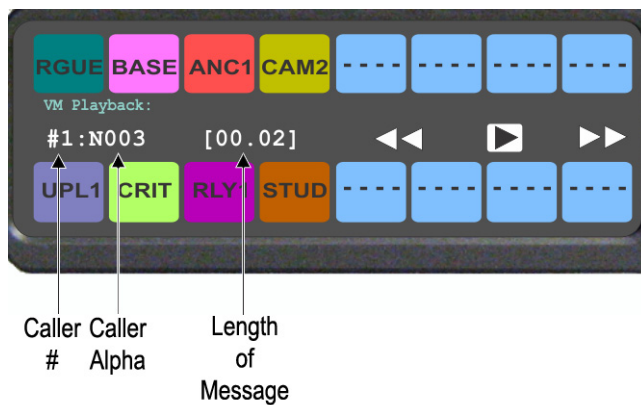 RGUE BASE ANC1 CAM2 ---- ---- ---- ----
VM Playback:
#1:N003 [00.02]
UPL1 CRIT RLY1 STUD ---- ---- ---- ----
Caller Caller Length
# Alpha of
Message